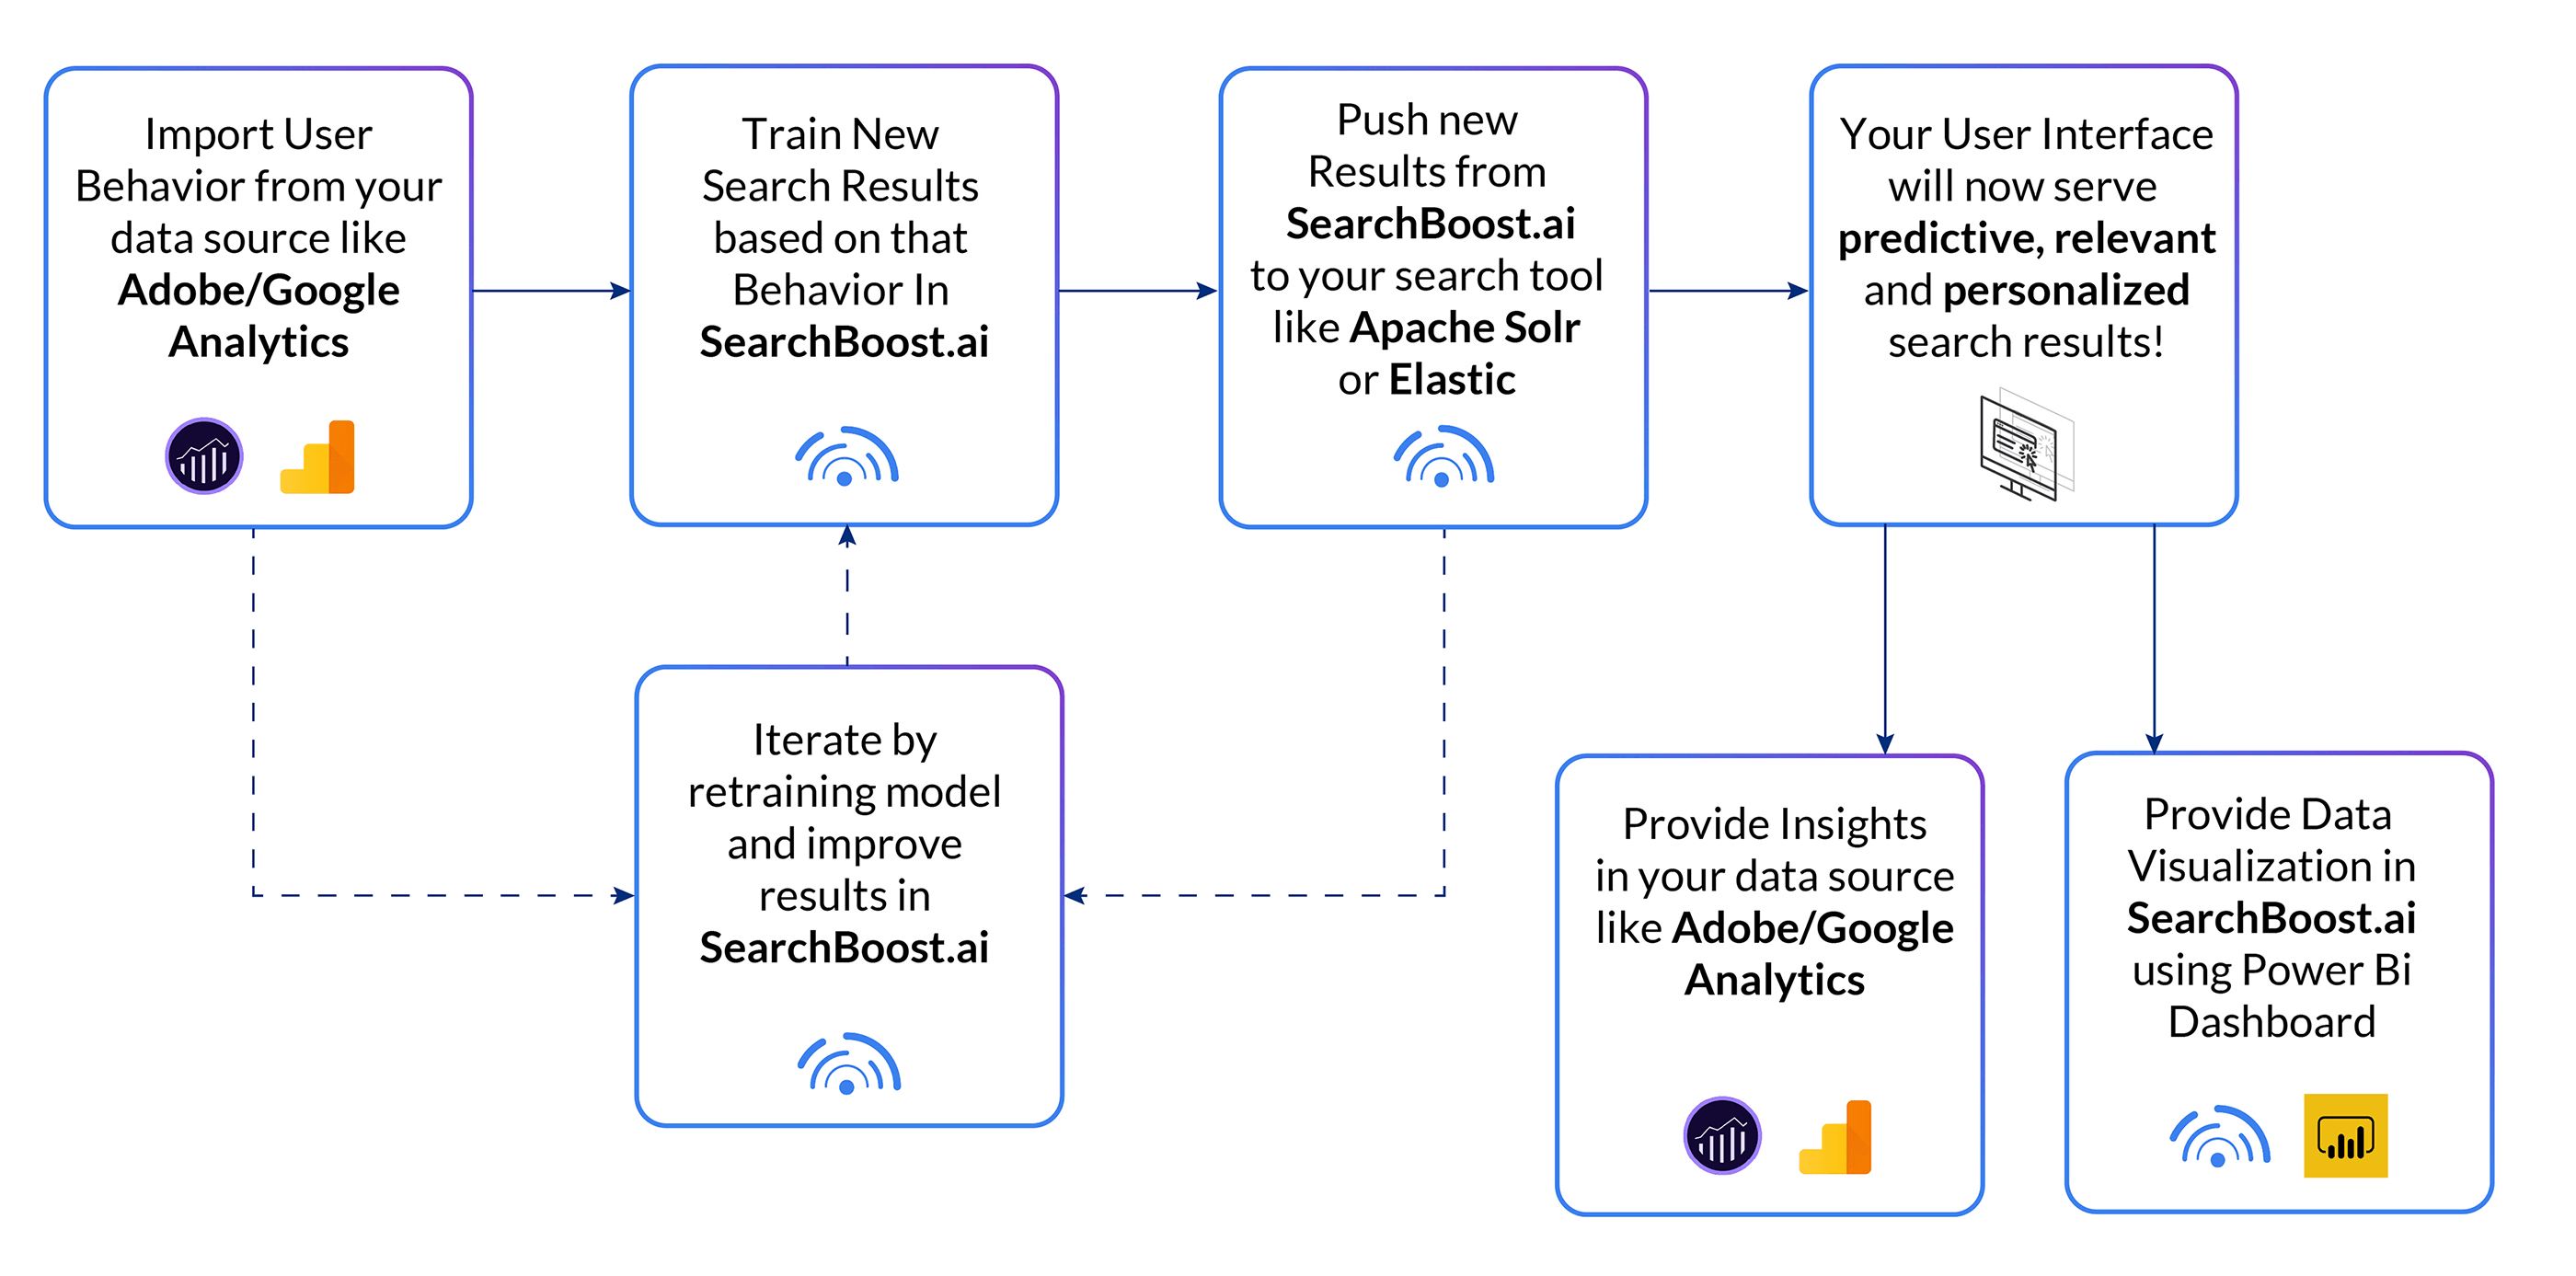 Import User
Behavior from your
data source like
Adobe/Google
Analytics
Train New
Search Results
based on that
Behavior In
SearchBoost.ai
Push new
Results from
SearchBoost.ai
to your search tool
like Apache Solr
or Elastic
Your User Interface
will now serve
predictive, relevant
and personalized
search results!
Iterate by
retraining model
and improve
results in
SearchBoost.ai
Provide Insights
in your data source
like Adobe/Google
Analytics
Provide Data
Visualization in
SearchBoost.ai
using Power Bi
Dashboard